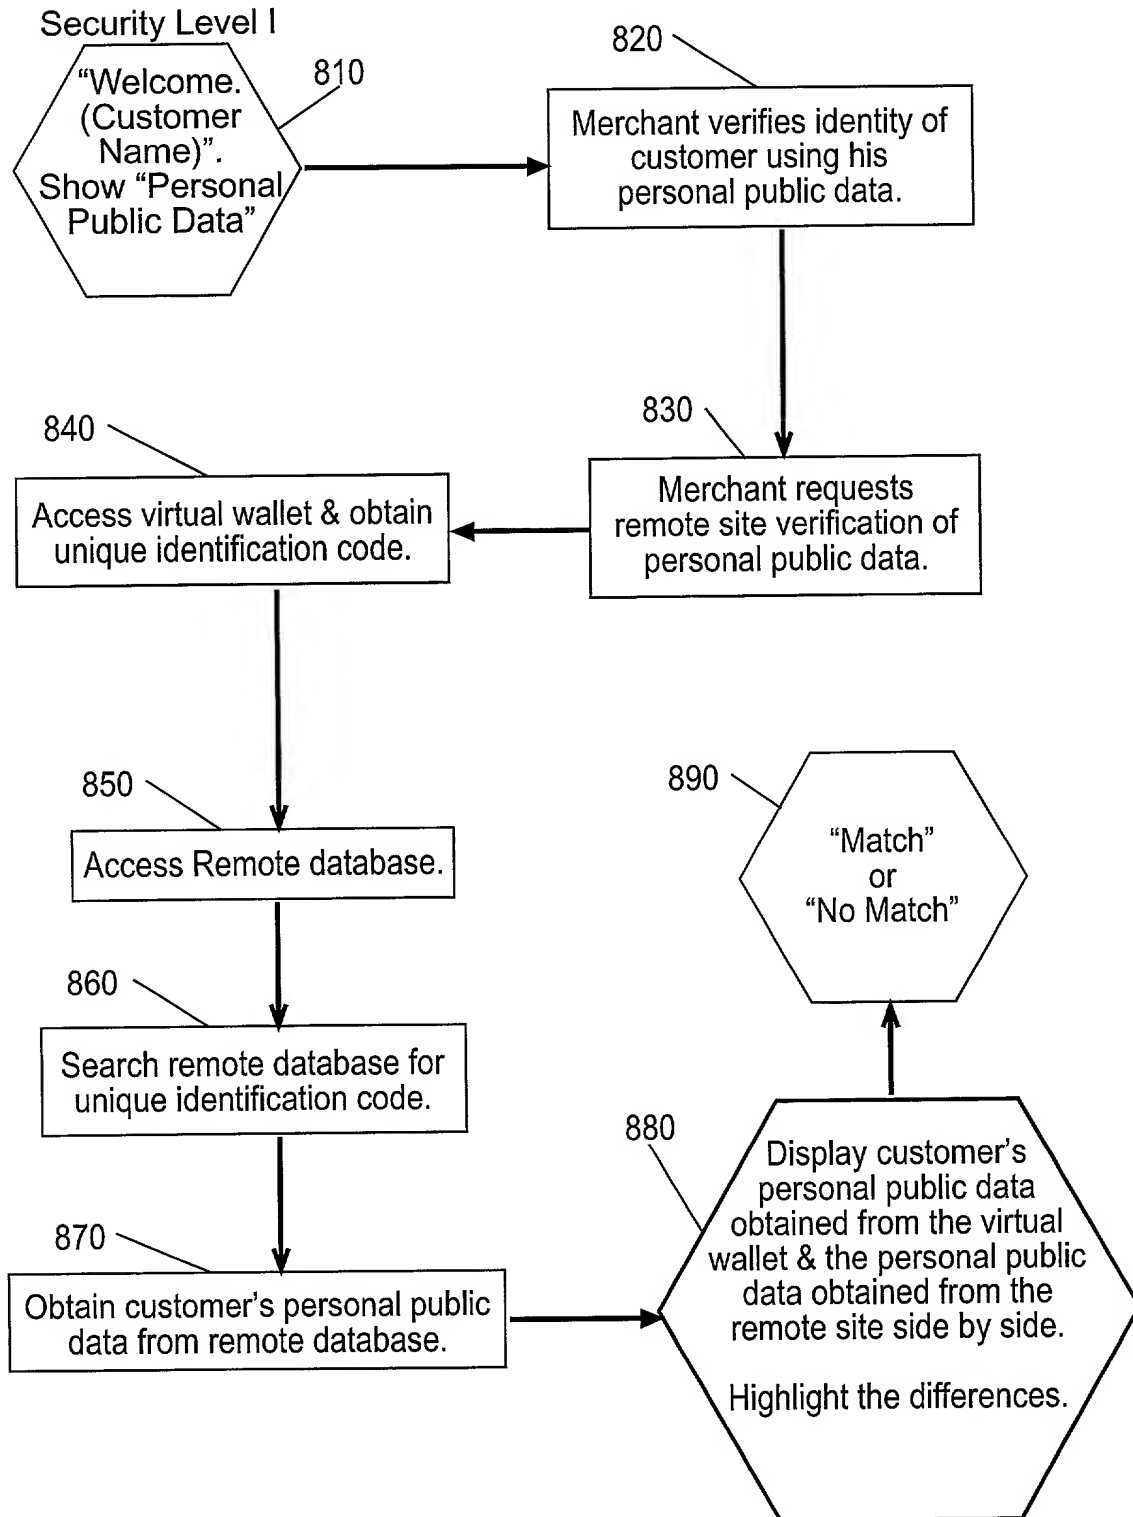 Security Level I
810
“Welcome.
(Customer
Name)”.
Show “Personal
Public Data”
820
Merchant verifies identity of
customer using his
personal public data.
830
Merchant requests
remote site verification of
personal public data.
840
Access virtual wallet & obtain
unique identification code.
850
Access Remote database.
860
Search remote database for
unique identification code.
870
Obtain customer’s personal public
data from remote database.
880
Display customer’s
personal public data
obtained from the virtual
wallet & the personal public
data obtained from the
remote site side by side.
Highlight the differences.
890
“Match”
or
“No Match”